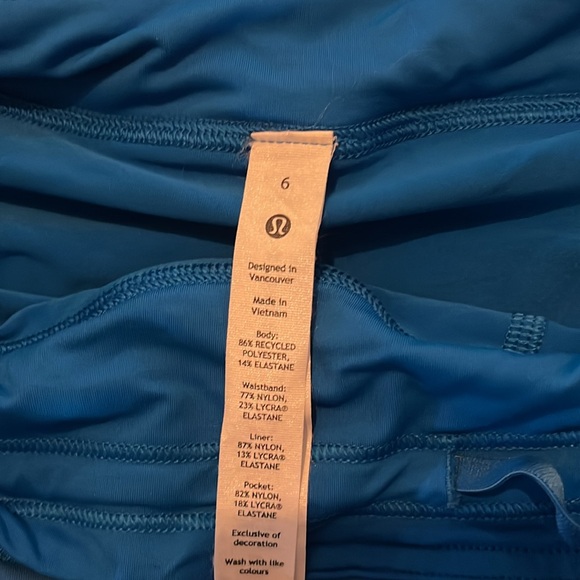 6
Designed in
Vancouver
Made in
Vietnam
Body:
86% RECYCLED
POLYESTER,
14% ELASTANE
Waistband:
77% NYLON,
23% LYCRA®
ELASTANE
Liner:
87% NYLON,
13% LYCRA®
ELASTANE
Pocket:
82% NYLON,
18% LYCRA®
ELASTANE
Exclusive of
decoration
Wash with like
colours